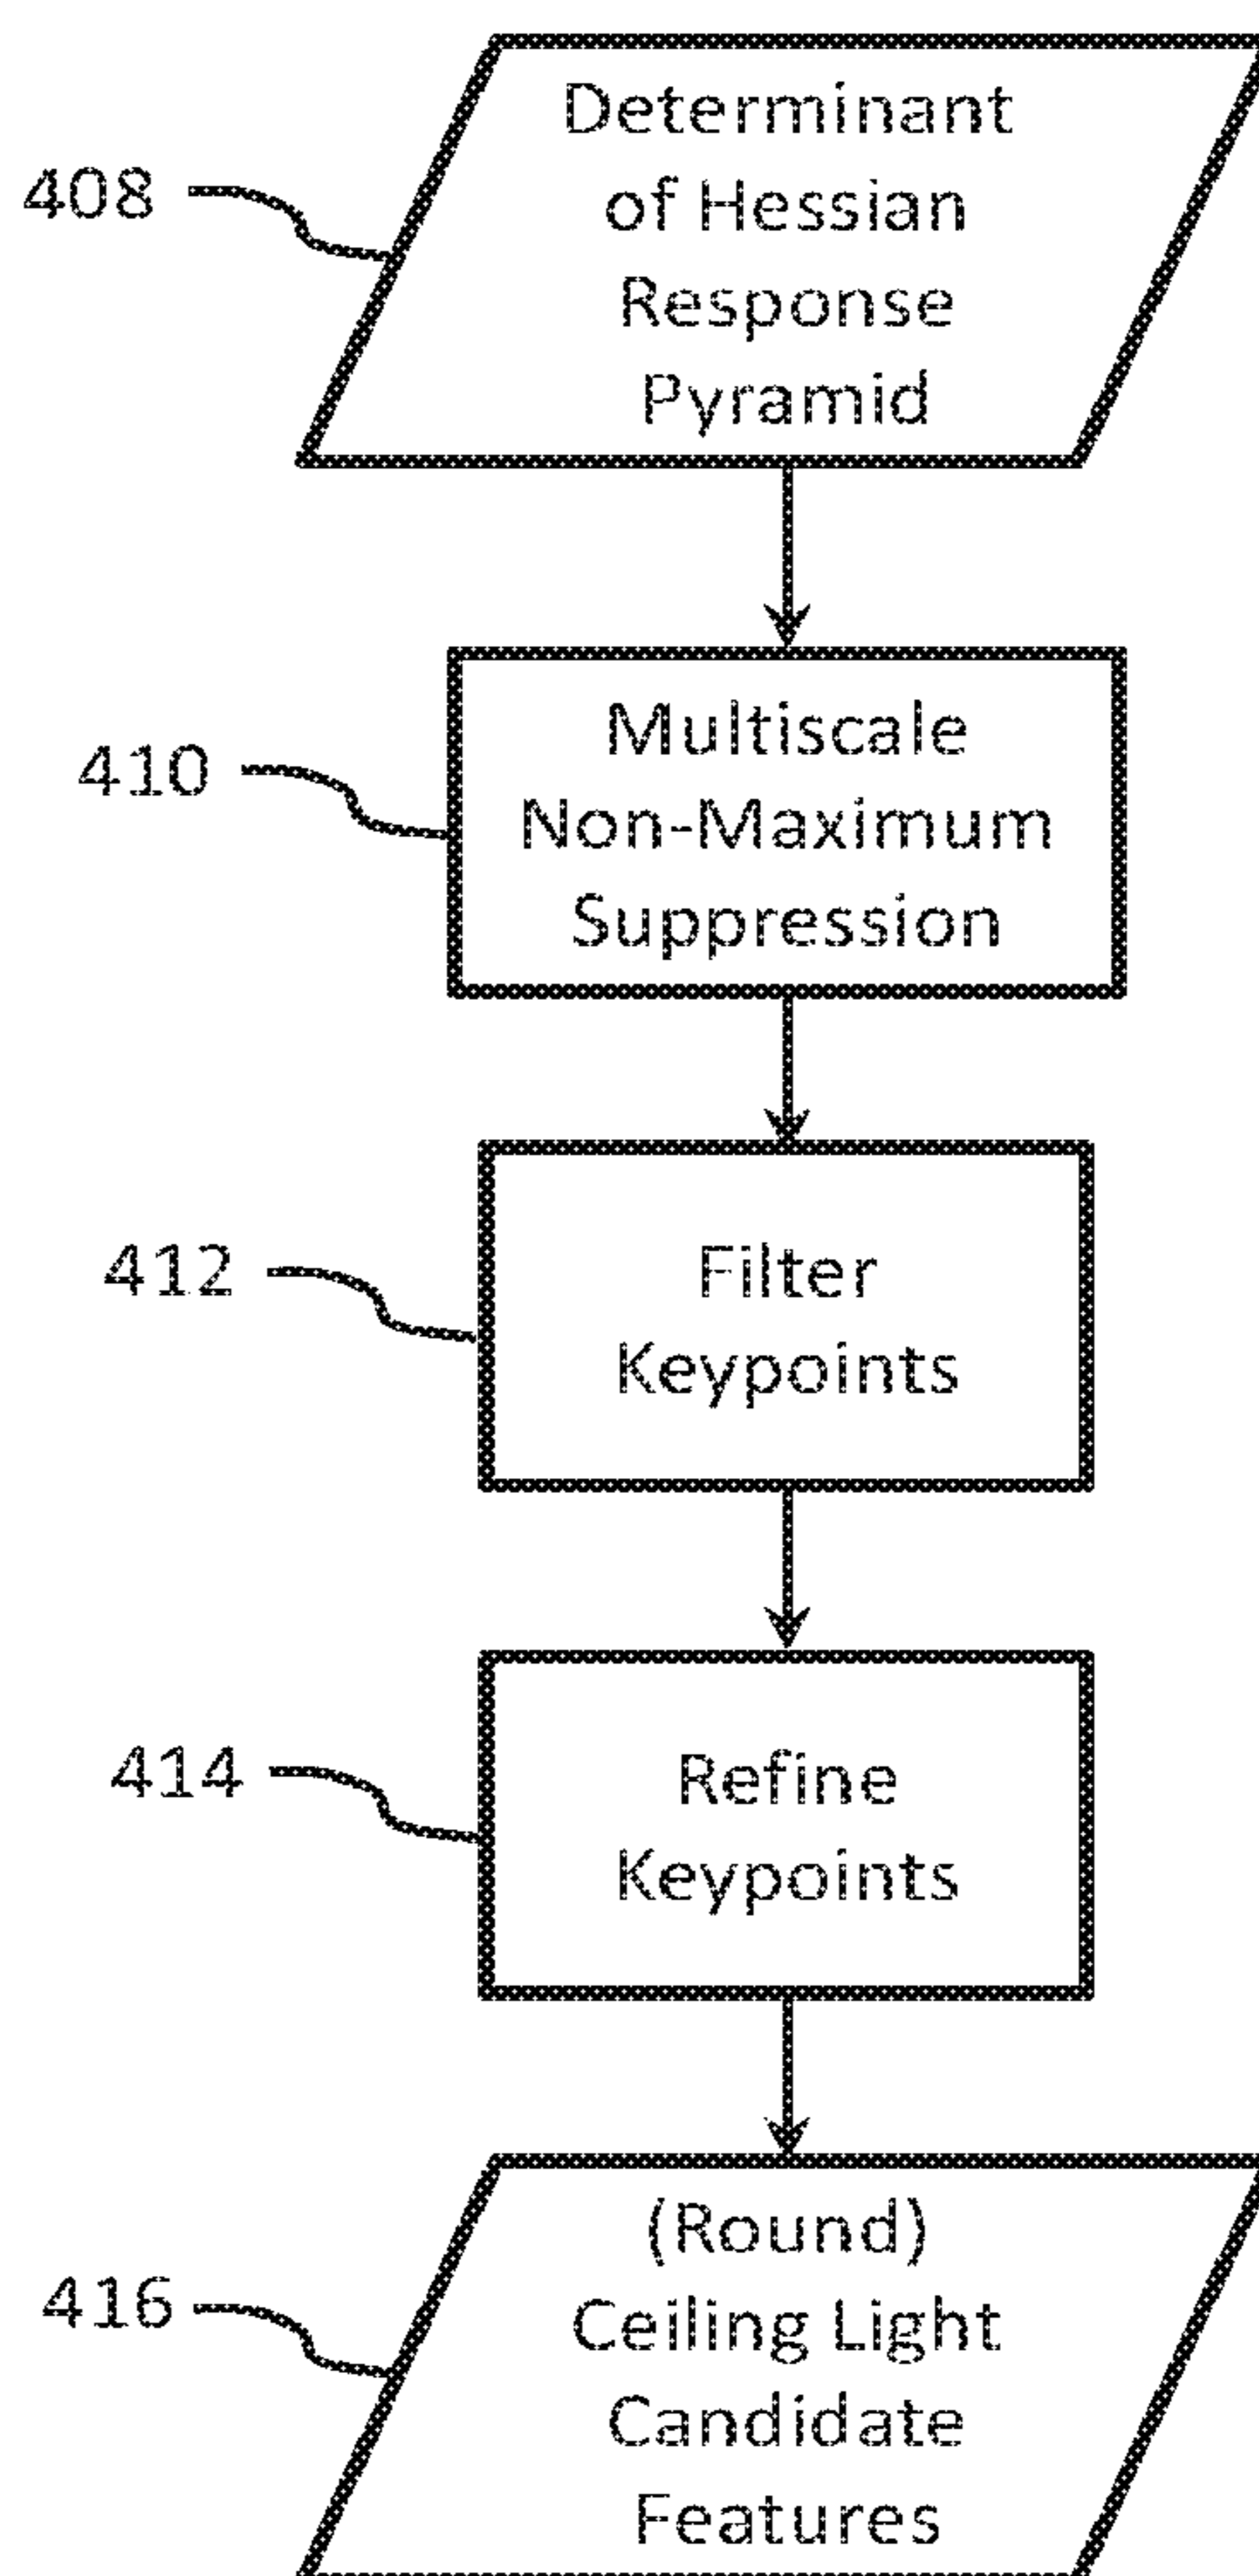 Determinant
of Hessian
Response
Pyramid
408
Multiscale
Non-Maximum
Suppression
410
Filter
Keypoints
412
Refine
Keypoints
414
(Round)
Ceiling Light
Candidate
Features
416